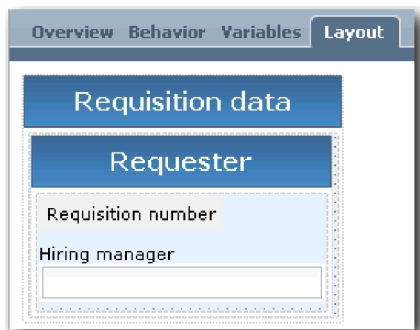 Overview Behavior Variables Layout
Requisition data
Requester
Requisition number
Hiring manager